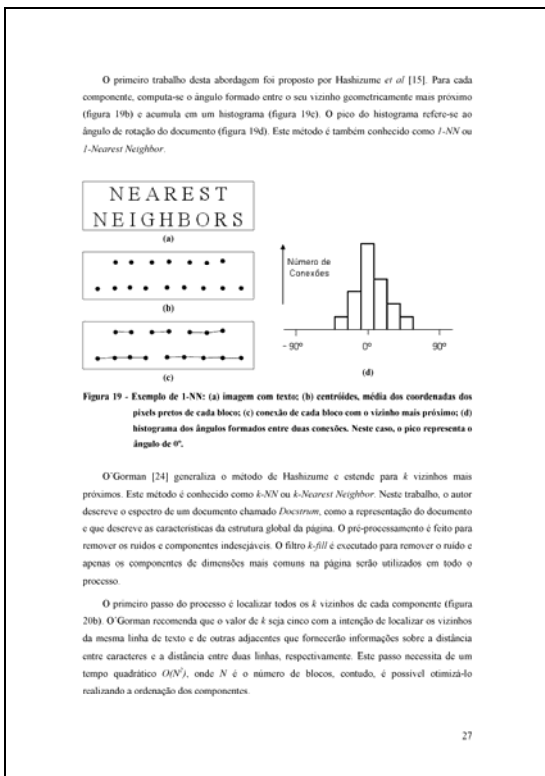 O primeiro trabalho desta abordagem foi proposto por Hashizume et al [15]. Para cada
componente, computa-se o ângulo formado entre o seu vizinho geometricamente mais próximo
(figura 19b) e acumula em um histograma (figura 19c). O pico do histograma refere-se ao
ângulo de rotação do documento (figura 19d). Este método é também conhecido como 1-NN ou
1-Nearest Neighbor.
NEAREST
NEIGHBORS
(a)
(b)
(c)
Número de
Conexões
- 90º
0º
90º
(d)
Figura 19 - Exemplo de 1-NN: (a) imagem com texto; (b) centróides, média dos coordenadas dos
pixels pretos de cada bloco; (c) conexão de cada bloco com o vizinho mais próximo; (d)
histograma dos ângulos formados entre duas conexões. Neste caso, o pico representa o
ângulo de 0º.
O´Gorman [24] generaliza o método de Hashizume e estende para k vizinhos mais
próximos. Este método é conhecido como k-NN ou k-Nearest Neighbor. Neste trabalho, o autor
descreve o espectro de um documento chamado Docstrum, como a representação do documento
e que descreve as características da estrutura global da página. O pré-processamento é feito para
remover os ruídos e componentes indesejáveis. O filtro k-fill é executado para remover o ruído e
apenas os componentes de dimensões mais comuns na página serão utilizados em todo o
processo.
O primeiro passo do processo é localizar todos os k vizinhos de cada componente (figura
20b). O´Gorman recomenda que o valor de k seja cinco com a intenção de localizar os vizinhos
da mesma linha de texto e de outras adjacentes que fornecerão informações sobre a distância
entre caracteres e a distância entre duas linhas, respectivamente. Este passo necessita de um
tempo quadrático O(N²), onde N é o número de blocos, contudo, é possível otimizá-lo
realizando a ordenação dos componentes.
27